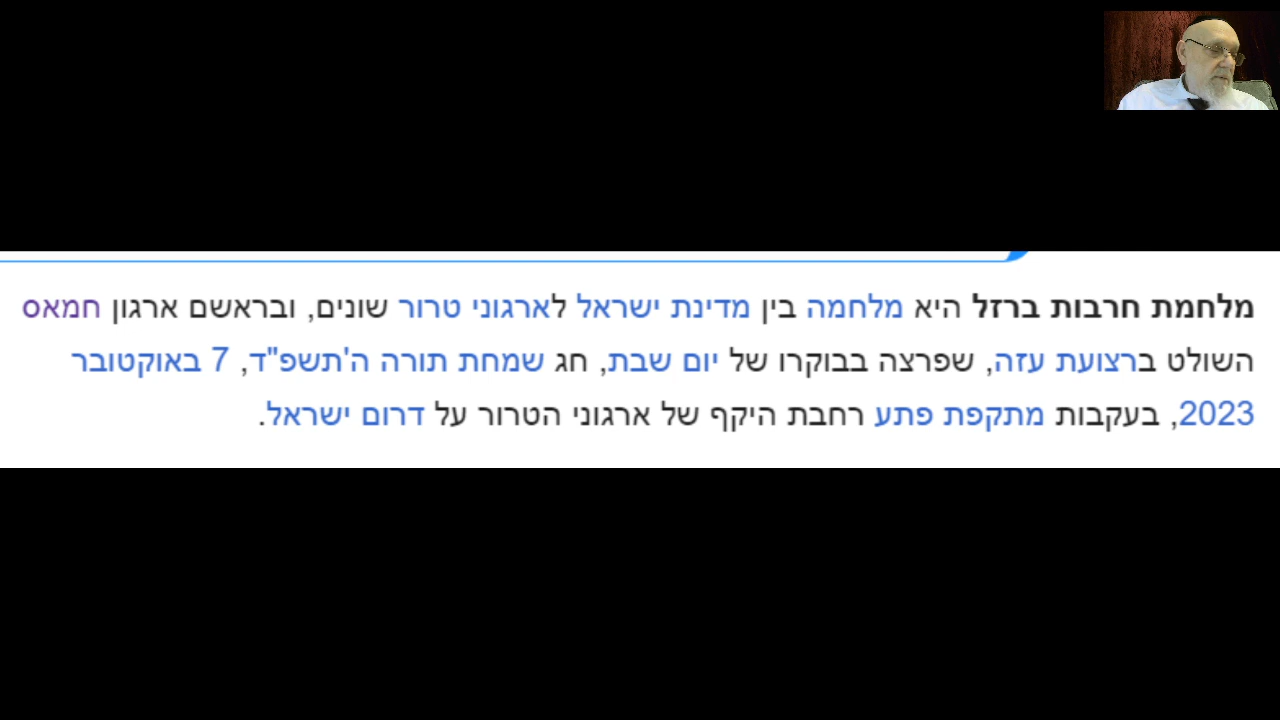 מלחמת חרבות ברזל היא מלחמה בין מדינת ישראל לארגוני טרור שונים, ובראשם ארגון חמאס
השולט ברצועת עזה, שפרצה בבוקרו של יום שבת, חג שמחת תורה ה'תשפ"ד, 7 באוקטובר
2023, בעקבות מתקפת פתע רחבת היקף של ארגוני הטרור על דרום ישראל.